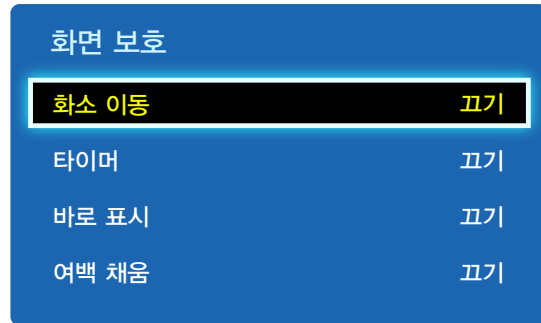 화면 보호
화소 이동 끄기
타이머 끄기
바로 표시 끄기
여백 채움 끄기